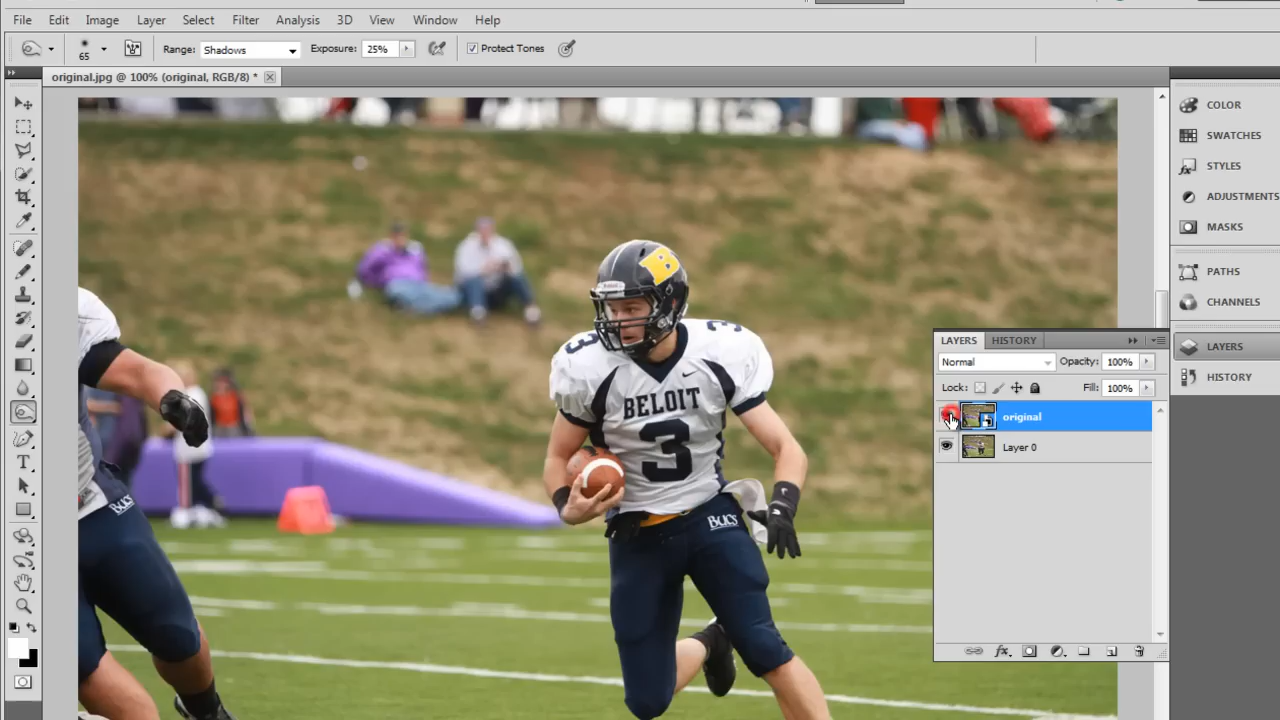 File Edit Image Layer Select Filter Analysis 3D View Window Help
65 Range: Shadows Exposure: 25% Protect Tones
original.jpg @ 100% (original, RGB/8) *
COLOR
SWATCHES
STYLES
ADJUSTMENTS
MASKS
PATHS
CHANNELS
LAYERS
HISTORY
LAYERS HISTORY
Normal Opacity: 100%
Lock: Fill: 100%
original
Layer 0
B
3 3
BELOIT
3
BUCS
BUCS